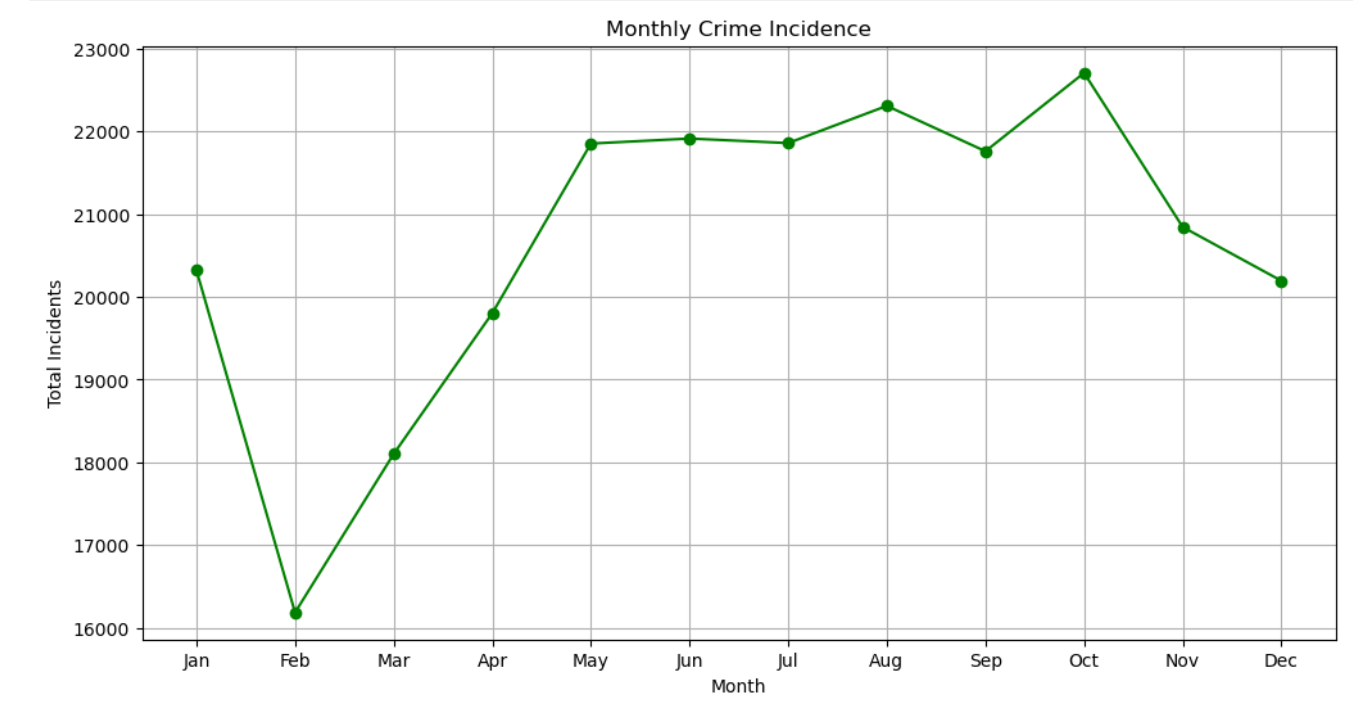 Monthly Crime Incidence
23000
22000
21000
20000
19000
18000
17000
16000
Total Incidents
Jan Feb Mar Apr May Jun Jul Aug Sep Oct Nov Dec
Month